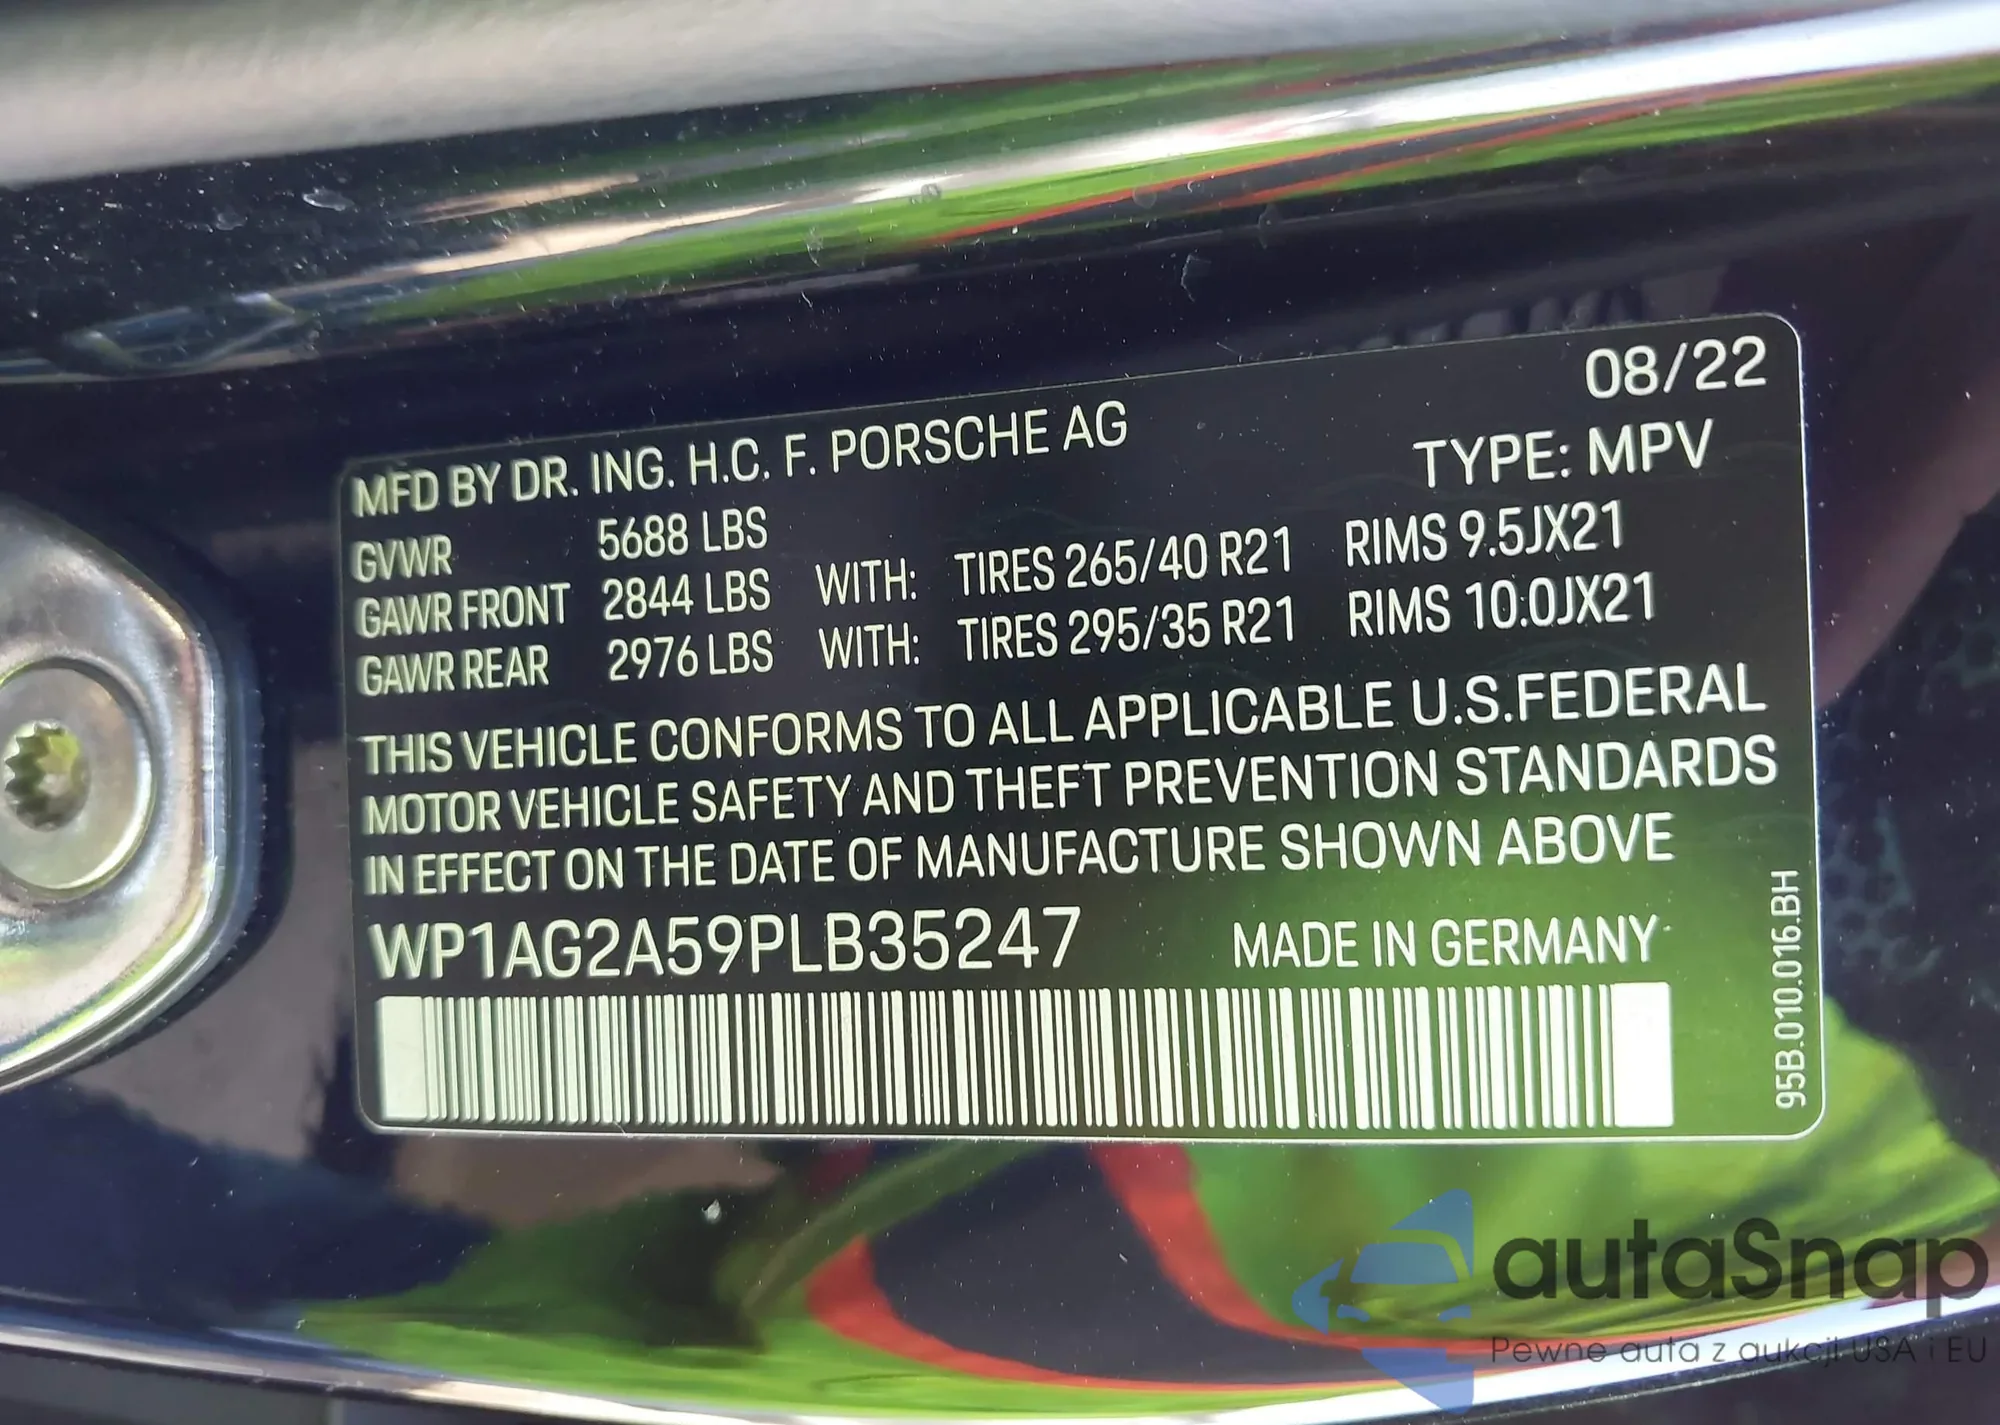 08/22
MFD BY DR. ING. H.C. F. PORSCHE AG
TYPE: MPV
GVWR 5688 LBS
GAWR FRONT 2844 LBS WITH: TIRES 265/40 R21 RIMS 9.5JX21
GAWR REAR 2976 LBS WITH: TIRES 295/35 R21 RIMS 10.0JX21
THIS VEHICLE CONFORMS TO ALL APPLICABLE U.S.FEDERAL
MOTOR VEHICLE SAFETY AND THEFT PREVENTION STANDARDS
IN EFFECT ON THE DATE OF MANUFACTURE SHOWN ABOVE
WP1AG2A59PLB35247 MADE IN GERMANY
95B.010.016.BH
autaSnap
Pewne auta z aukcji USA i EU